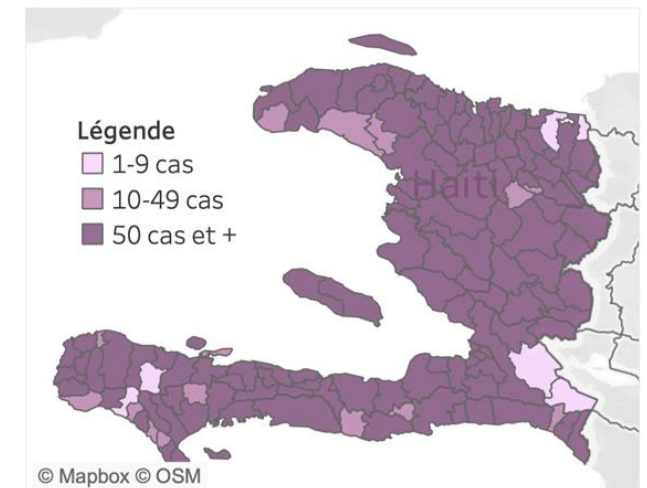 Légende
1-9 cas
10-49 cas
50 cas et +
Haiti
© Mapbox © OSM